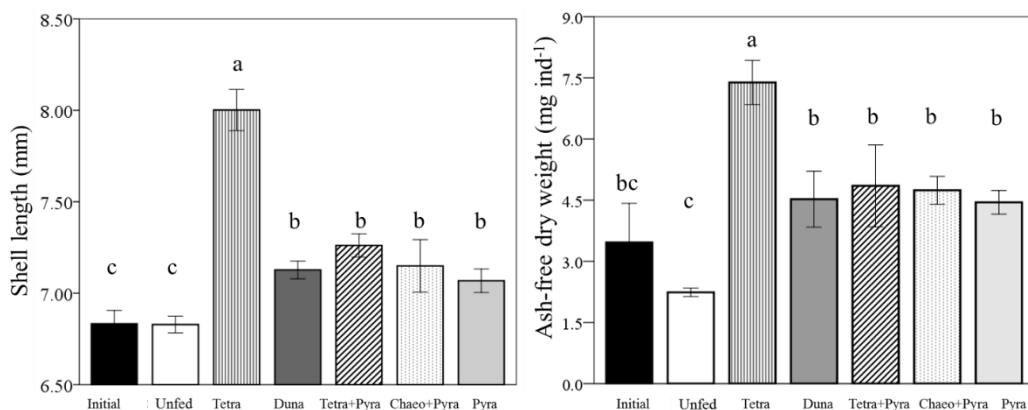 8.50
8.00
7.50
7.00
6.50
Shell length (mm)
c
c
a
b
b
b
b
Initial Unfed Tetra Duna Tetra+Pyra Chaeo+Pyra Pyra
9.0
7.5
6.0
4.5
3.0
1.5
0.0
Ash-free dry weight (mg ind⁻¹)
bc
c
a
b
b
b
b
Initial Unfed Tetra Duna Tetra+Pyra Chaeo+Pyra Pyra